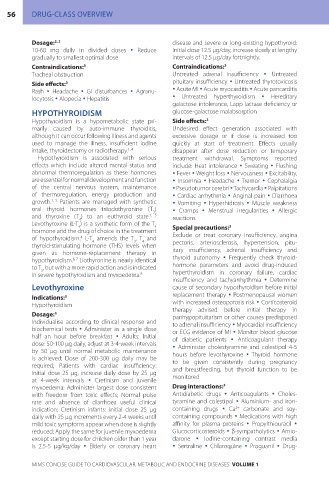 56 DRUG-CLASS OVERVIEW
Dosage:2,3
10-60 mg daily in divided doses • Reduce
gradually to smallest optimal dose
Contraindications:3
Tracheal obstruction
Side effects:3
Rash • Headache • GI disturbances • Agranu-
locytosis • Alopecia • Hepatitis
HYPOTHYROIDISM
Hypothyroidism is a hypometabolic state pri-
marily caused by auto-immune thyroiditis,
although it can occur following illness and agents
used to manage the illness, insufficient iodine
intake, thyroidectomy or radiotherapy.1,4
Hypothyroidism is associated with serious
effects which include altered mental status and
abnormal thermoregulation as these hormones
are essential for normal development and function
of the central nervous system, maintenance
of thermoregulation, energy production and
growth. Patients are managed with synthetic
oral thyroid hormones triiodothyronine (T3)
and thyroxine (T4) to an euthyroid state.
Levothyroxine (L-T4) is a synthetic form of the T4
hormone and the drug of choice in the treatment
of hypothyroidism. L-T4 amends the T3, T4 and
thyroid-stimulating hormone (TSH) levels when
given as hormone-replacement therapy in
hypothyroidism. Liothyronine is nearly identical
to T3 but with a more rapid action and is indicated
in severe hypothyroidism and myxoedema.
Levothyroxine
Indications:3
Hypothyroidism
Dosage:3
Individualise according to clinical response and
biochemical tests • Administer as a single dose
half an hour before breakfast • Adults: Initial
dose: 50-100 µg daily, adjust at 3-4 week intervals
by 50 µg until normal metabolic maintenance
is achieved. Dose of 200-300 µg daily may be
required; Patients with cardiac insufficiency:
Initial dose 25 µg, increase daily dose by 25 µg
at 4-week intervals • Cretinism and juvenile
myxoedema: Administer largest dose consistent
with freedom from toxic effects; Normal pulse
rate and absence of diarrhoea useful clinical
indication; Cretinism infants: Initial dose 25 µg
daily with 25 µg increments every 2-4 weeks until
mild toxic symptoms appear when dose is slightly
reduced; Apply the same for juvenile myxoedema
except starting dose for children older than 1 year
is 2,5-5 µg/kg/day • Elderly or coronary heart
disease and severe or long-existing hypothyroid:
Initial dose 12.5 µg/day, increase slowly at lengthy
intervals of 12.5 µg/day fortnightly.
Contraindications:3
Untreated adrenal insufficiency • Untreated
pituitary insufficiency • Untreated thyrotoxicosis
• Acute MI • Acute myocarditis • Acute pancarditis
• Untreated hyperthyroidism • Hereditary
galactose intolerance, Lapp lactase deficiency or
glucose-galactose malabsorption
Side effects:3
Undesired effect generation associated with
excessive dosage or if dose is increased too
quickly at start of treatment. Effects usually
disappear after dose reduction or temporary
treatment withdrawal. Symptoms reported
include Heat intolerance • Sweating • Flushing
• Fever • Weight loss • Nervousness • Excitability,
• Insomnia • Headache • Tremor • Cephalalgia
• Pseudotumor cerebri • Tachycardia • Palpitations
• Cardiac arrhythmia • Anginal pain • Diarrhoea
• Vomiting • Hyperhidrosis • Muscle weakness
• Cramps • Menstrual irregularities • Allergic
reactions
Special precautions:3
Exclude or treat coronary insufficiency, angina
pectoris, arteriosclerosis, hypertension, pitu-
itary insufficiency, adrenal insufficiency and
thyroid autonomy • Frequently check thyroid-
hormone parameters and avoid drug-induced
hyperthyroidism in coronary failure, cardiac
insufficiency and tachyarrhythmia • Determine
cause of secondary hypothyroidism before initial
replacement therapy • Postmenopausal women
with increased osteoporosis risk • Corticosteroid
therapy advised before initial therapy in
panhypopituitarism or other causes predisposed
to adrenal insufficiency • Myocardial insufficiency
or ECG evidence of MI • Monitor blood glucose
of diabetic patients • Anticoagulant therapy
• Administer cholestyramine and colestipol 4-5
hours before levothyroxine • Thyroid hormone
to be given consistently during pregnancy
and breastfeeding, but thyroid function to be
monitored
Drug Interactions:3
Antidiabetic drugs • Anticoagulants • Choles-
tyramine and colestipol • Aluminium- and iron-
containing drugs • Ca2+ carbonate and soy-
containing compounds • Medications with high
affinity for plasma proteins • Propylthiouracil •
Glucocorticosteroids • β-sympatholytics • Amio-
darone • Iodine-containing contrast media
• Sertraline • Chloroquine • Proguanil • Drug-
MIMS CONCISE GUIDE TO CARDIOVASCULAR, METABOLIC AND ENDOCRINE DISEASES VOLUME 1